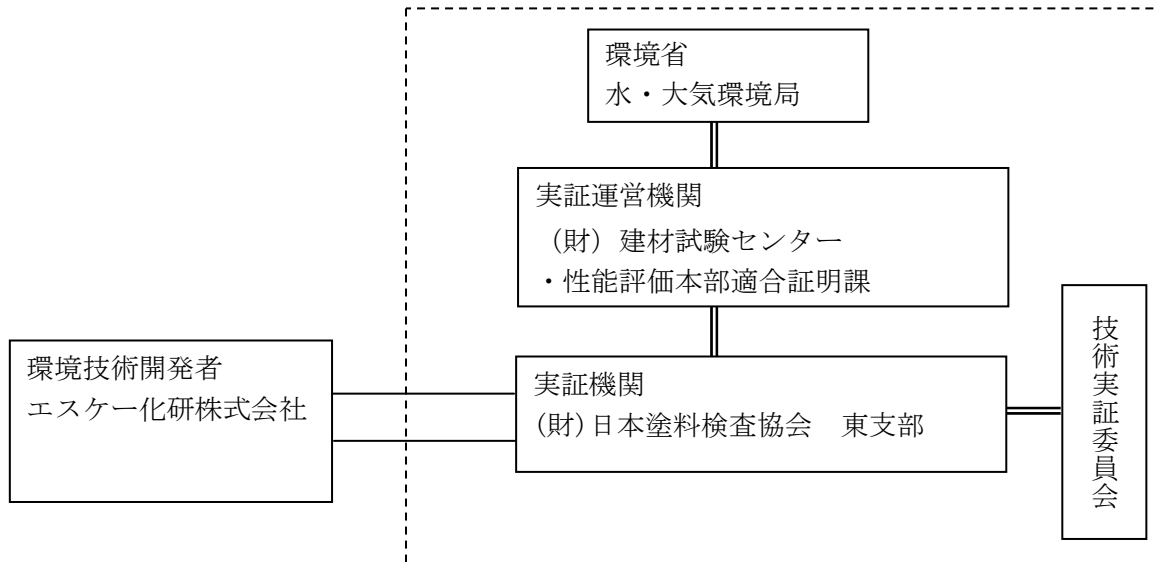 環境省
水・大気環境局
実証運営機関
（財）建材試験センター
・性能評価本部適合証明課
技術実証委員会
環境技術開発者
エスケー化研株式会社
実証機関
(財)日本塗料検査協会　東支部